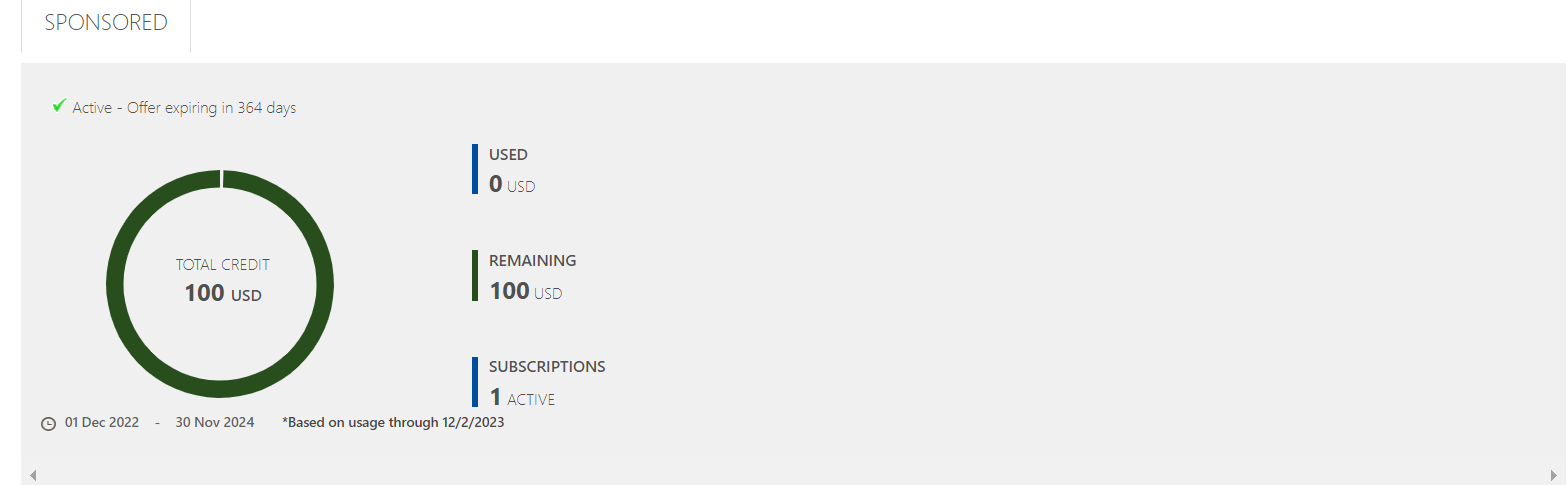 SPONSORED
Active - Offer expiring in 364 days
TOTAL CREDIT
100 USD
USED
0 USD
REMAINING
100 USD
SUBSCRIPTIONS
1 ACTIVE
01 Dec 2022 - 30 Nov 2024 *Based on usage through 12/2/2023